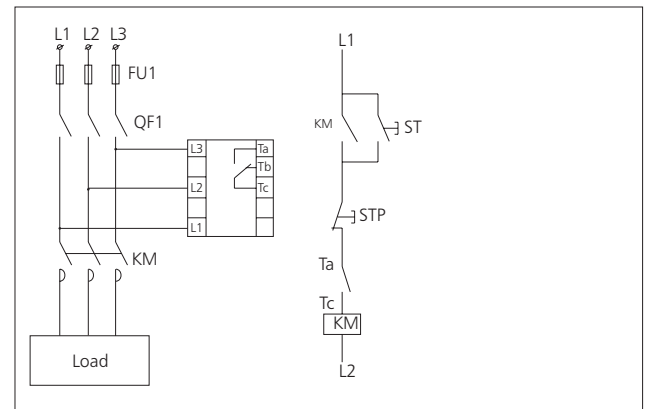 L1 L2 L3
FU1
QF1
L3 Ta
Tb
L2 Tc
L1
KM
Load
L1
KM ST
STP
Ta
Tc
KM
L2